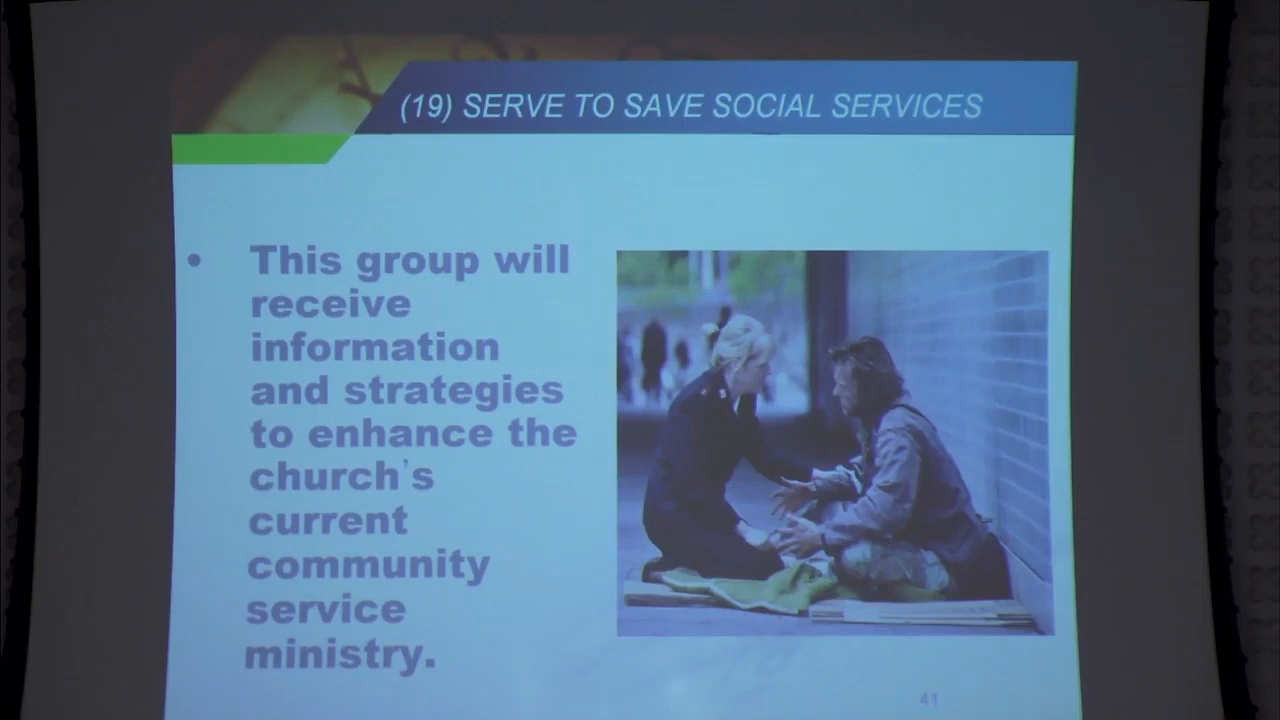 (19) SERVE TO SAVE SOCIAL SERVICES
• This group will
receive
information
and strategies
to enhance the
church's
current
community
service
ministry.
41